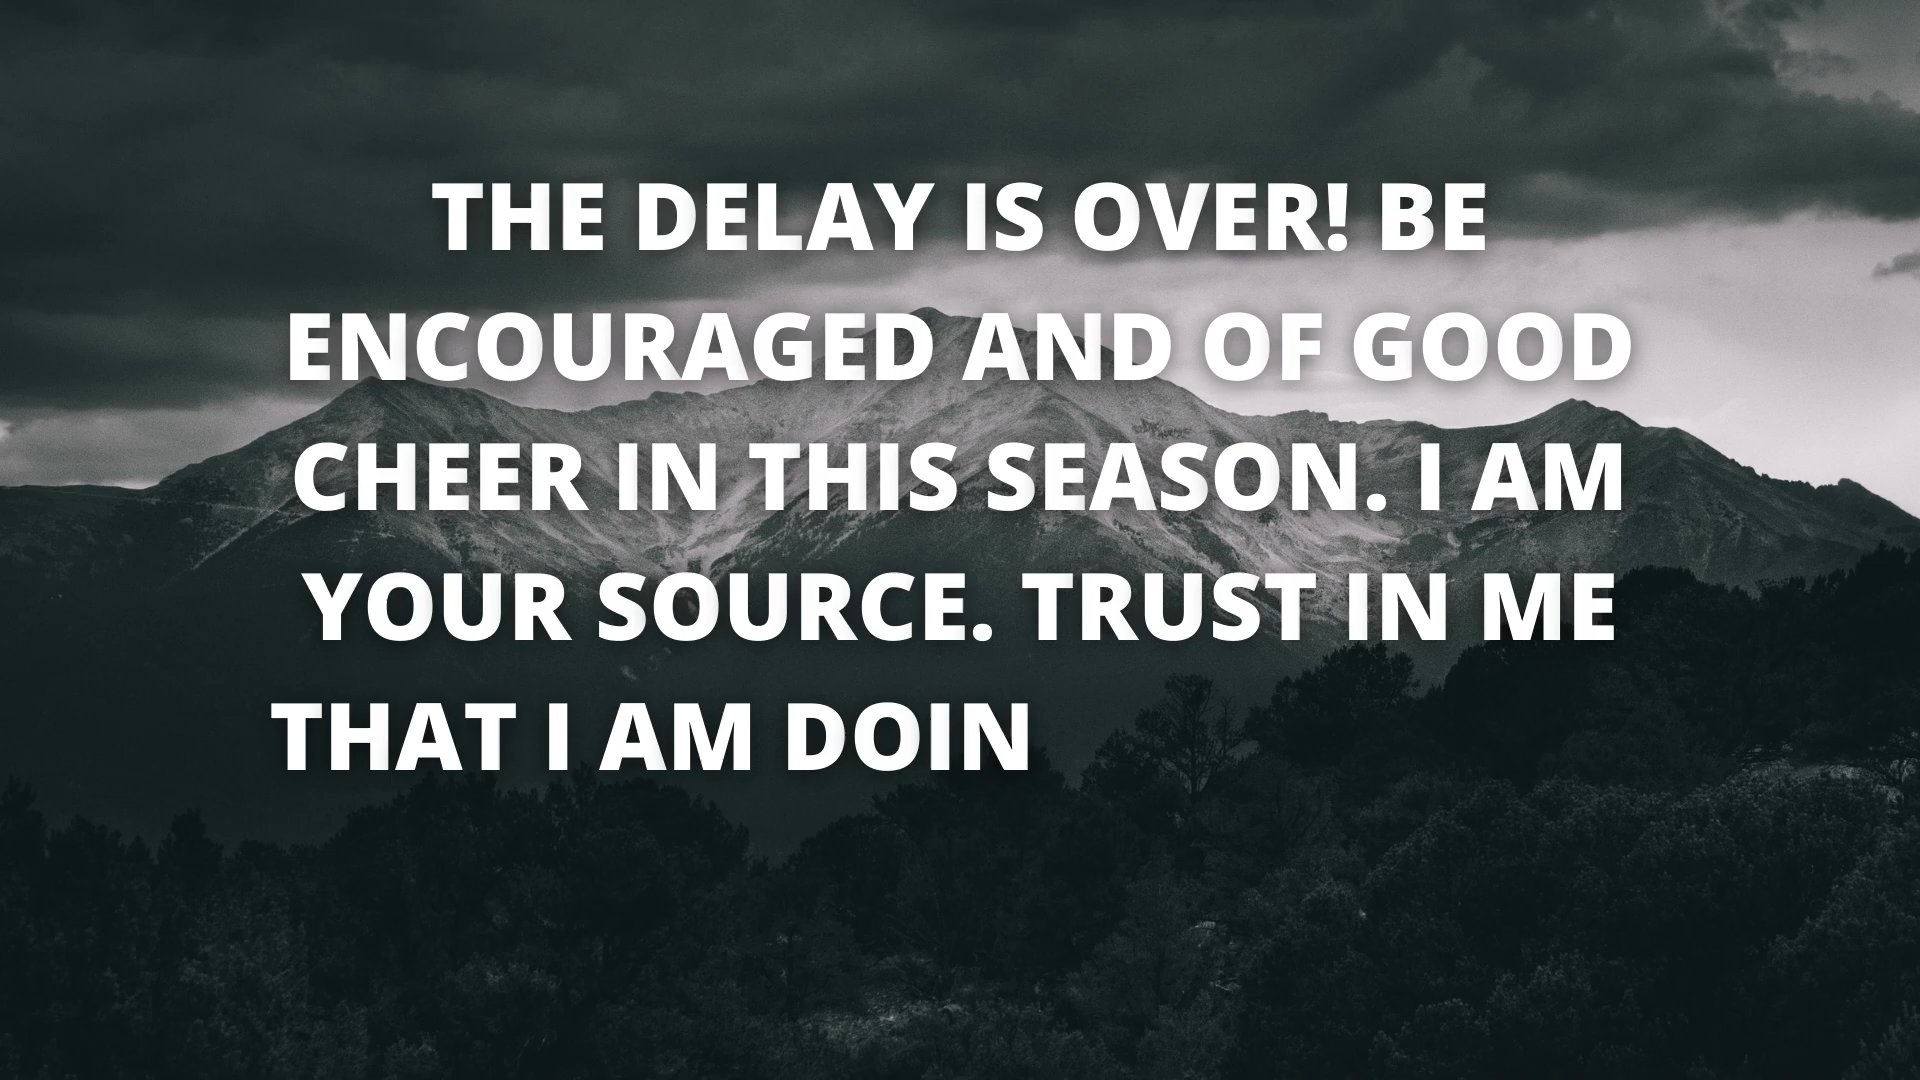 THE DELAY IS OVER! BE
ENCOURAGED AND OF GOOD
CHEER IN THIS SEASON. I AM
YOUR SOURCE. TRUST IN ME
THAT I AM DOIN